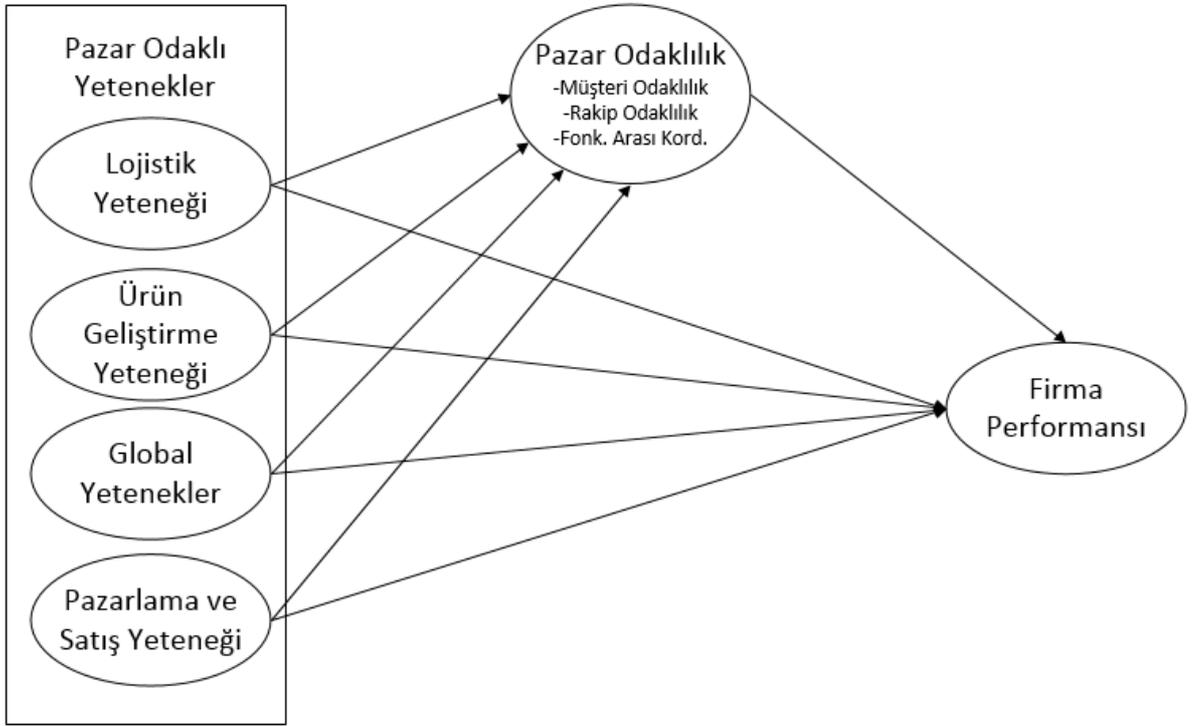 Pazar Odaklı
Yetenekler
Lojistik
Yeteneği
Ürün
Geliştirme
Yeteneği
Global
Yetenekler
Pazarlama ve
Satış Yeteneği
Pazar Odaklılık
-Müşteri Odaklılık
-Rakip Odaklılık
-Fonk. Arası Kord.
Firma
Performansı